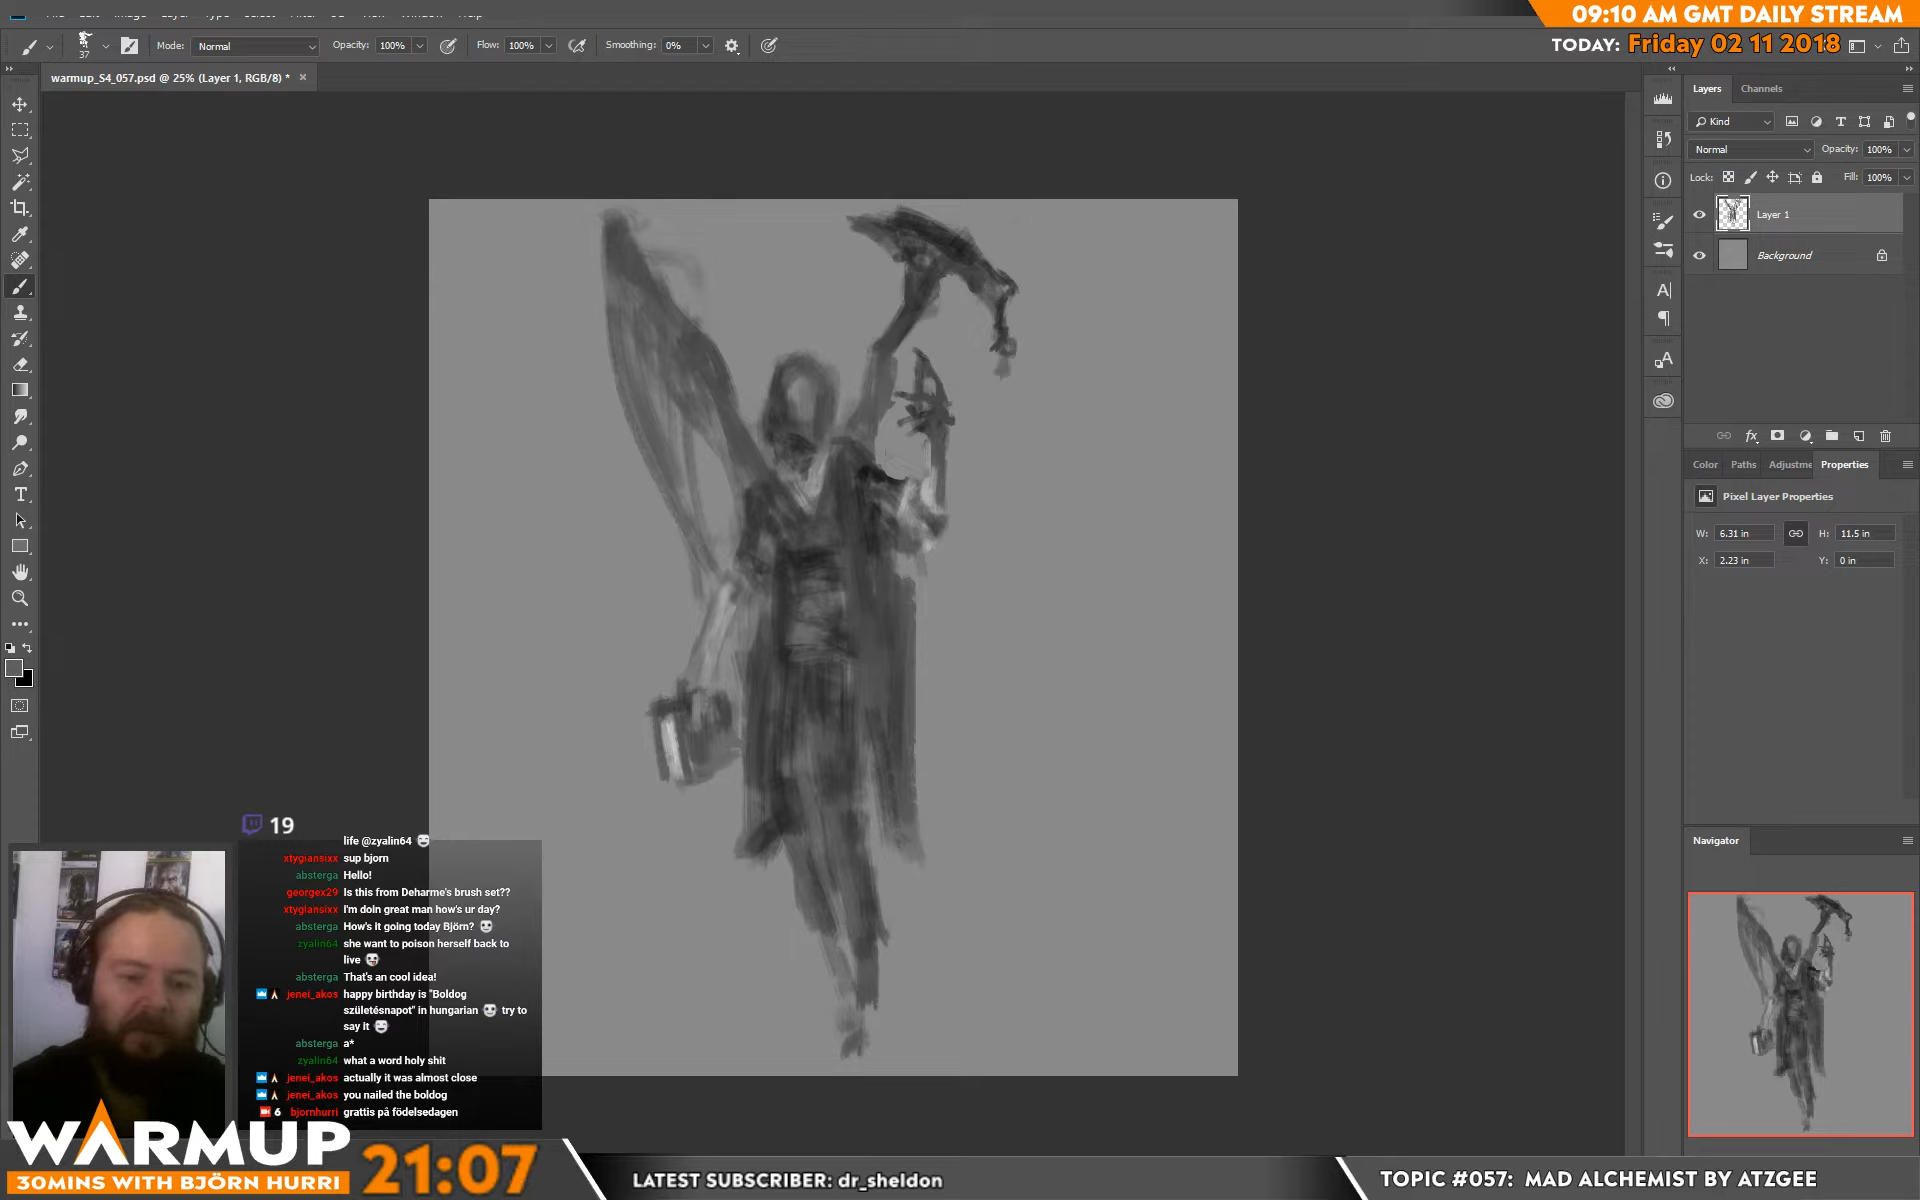 09:10 AM GMT DAILY STREAM
TODAY: Friday 02 11 2018
37
Mode: Normal
Opacity: 100%
Flow: 100%
Smoothing: 0%
warmup_S4_057.psd @ 25% (Layer 1, RGB/8) *
Layers
Channels
Kind
Normal
Opacity: 100%
Lock:
Fill: 100%
Layer 1
Background
Color
Paths
Adjustme
Properties
Pixel Layer Properties
W: 6.31 in
H: 11.5 in
X: 2.23 in
Y: 0 in
Navigator
19
life @zyalin64
xtygiansixx sup bjorn
absterga Hello!
georgex29 Is this from Deharme's brush set??
xtygiansixx I'm doin great man how's ur day?
absterga How's it going today Björn?
zyalin64 she want to poison herself back to
live
absterga That's an cool idea!
jenei_akos happy birthday is "Boldog
születésnapot" in hungarian try to
say it
absterga a*
zyalin64 what a word holy shit
jenei_akos actually it was almost close
jenei_akos you nailed the boldog
6 bjornhurri grattis på födelsedagen
WARMUP
30MINS WITH BJÖRN HURRI
21:07
LATEST SUBSCRIBER: dr_sheldon
TOPIC #057: MAD ALCHEMIST BY ATZGEE